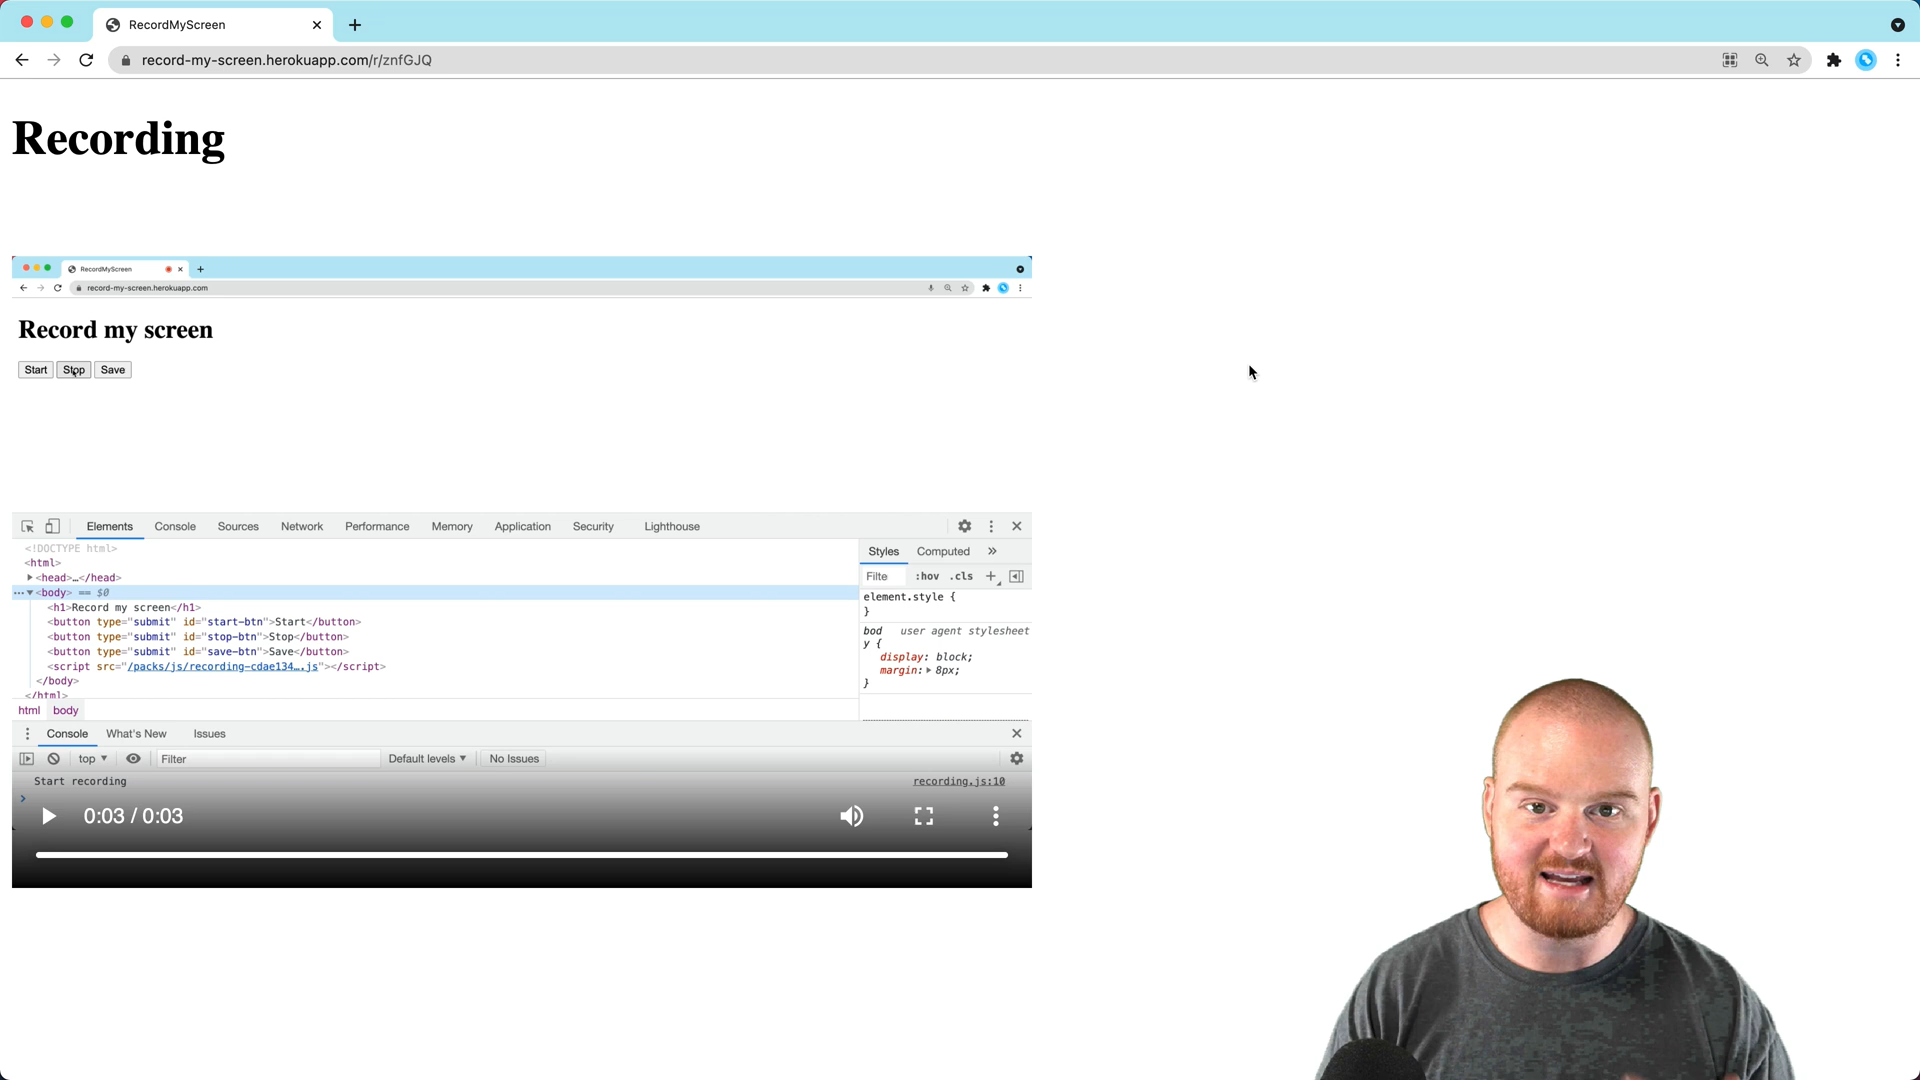 RecordMyScreen
record-my-screen.herokuapp.com/r/znfGJQ
Recording
RecordMyScreen
record-my-screen.herokuapp.com
Record my screen
Start Stop Save
Elements Console Sources Network Performance Memory Application Security Lighthouse
<!DOCTYPE html>
<html>
<head>…</head>
<body> == $0
<h1>Record my screen</h1>
<button type="submit" id="start-btn">Start</button>
<button type="submit" id="stop-btn">Stop</button>
<button type="submit" id="save-btn">Save</button>
<script src="/packs/js/recording-cdae134….js"></script>
</body>
</html>
html body
Styles Computed »
Filte :hov .cls +
element.style {
}
bod user agent stylesheet
y {
display: block;
margin: 8px;
}
Console What's New Issues
top Filter Default levels No Issues
Start recording recording.js:10
0:03 / 0:03